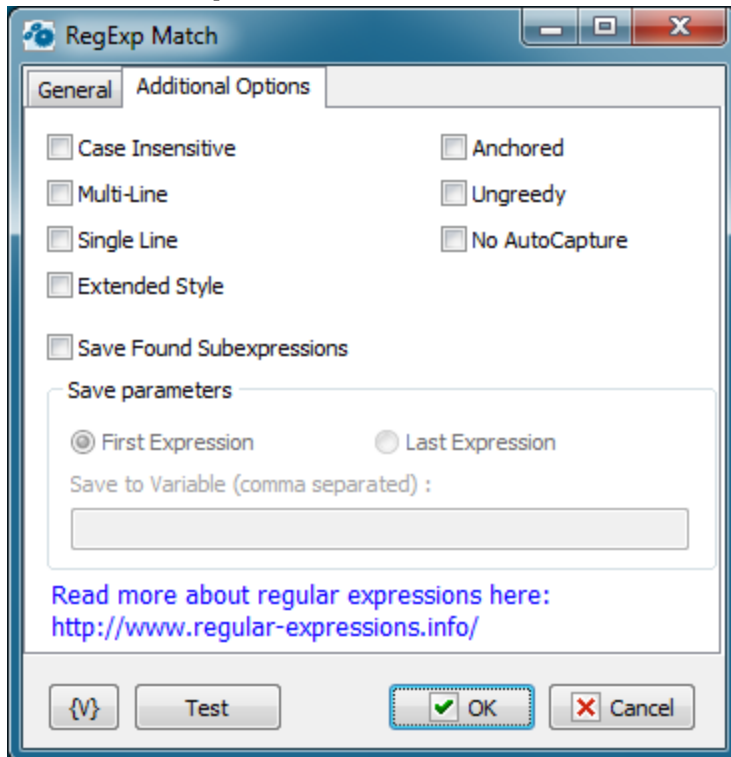 RegExp Match
General Additional Options
Case Insensitive Anchored
Multi-Line Ungreedy
Single Line No AutoCapture
Extended Style
Save Found Subexpressions
Save parameters
First Expression Last Expression
Save to Variable (comma separated) :
Read more about regular expressions here:
http://www.regular-expressions.info/
{V} Test OK Cancel